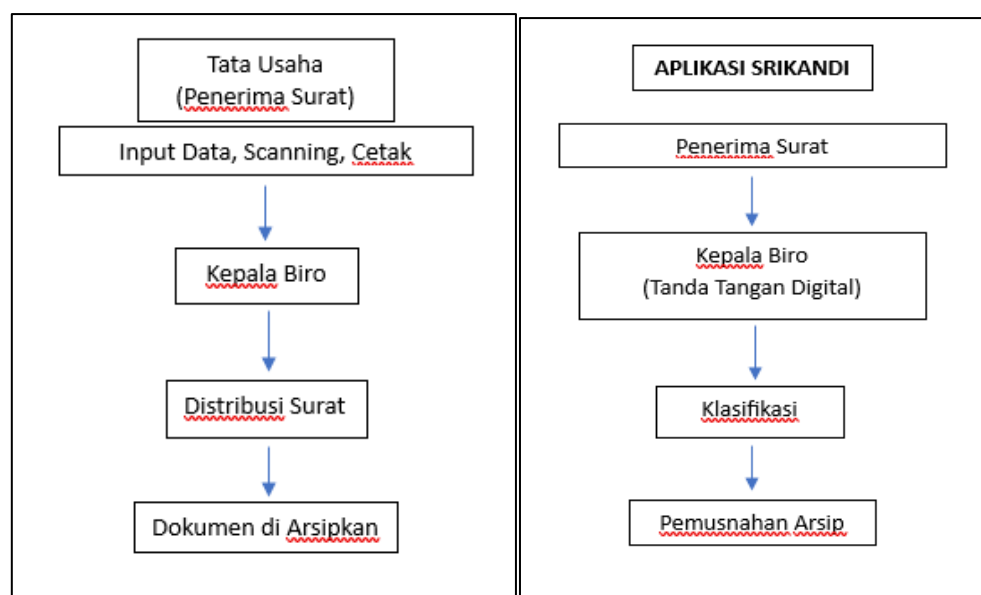 Tata Usaha
(Penerima Surat)
Input Data, Scanning, Cetak
Kepala Biro
Distribusi Surat
Dokumen di Arsipkan
APLIKASI SRIKANDI
Penerima Surat
Kepala Biro
(Tanda Tangan Digital)
Klasifikasi
Pemusnahan Arsip